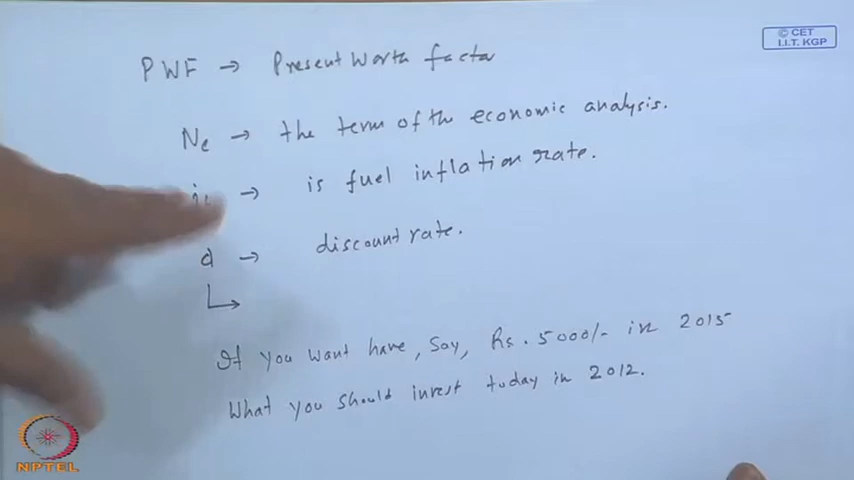 © CET
I.I.T. KGP
PWF → Present Worth factor
Ne → the term of the economic analysis.
→ is fuel inflation rate.
d → discount rate.
If you want have, Say, Rs. 5000/- in 2015
What you should invest today in 2012.
NPTEL